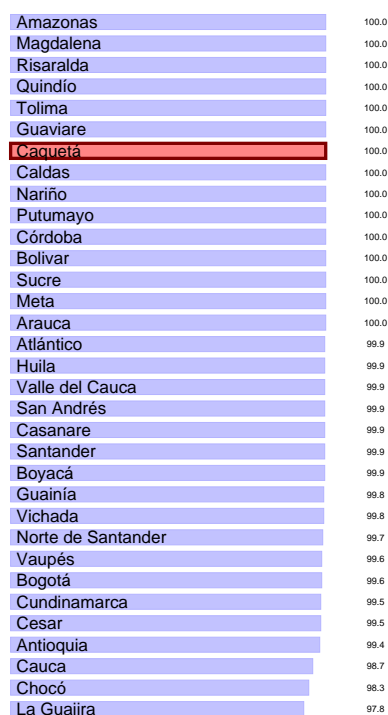 Amazonas 100.0
Magdalena 100.0
Risaralda 100.0
Quindío 100.0
Tolima 100.0
Guaviare 100.0
Caquetá 100.0
Caldas 100.0
Nariño 100.0
Putumayo 100.0
Córdoba 100.0
Bolivar 100.0
Sucre 100.0
Meta 100.0
Arauca 100.0
Atlántico 99.9
Huila 99.9
Valle del Cauca 99.9
San Andrés 99.9
Casanare 99.9
Santander 99.9
Boyacá 99.9
Guainía 99.8
Vichada 99.8
Norte de Santander 99.7
Vaupés 99.6
Bogotá 99.6
Cundinamarca 99.5
Cesar 99.5
Antioquia 99.4
Cauca 98.7
Chocó 98.3
La Guajira 97.8